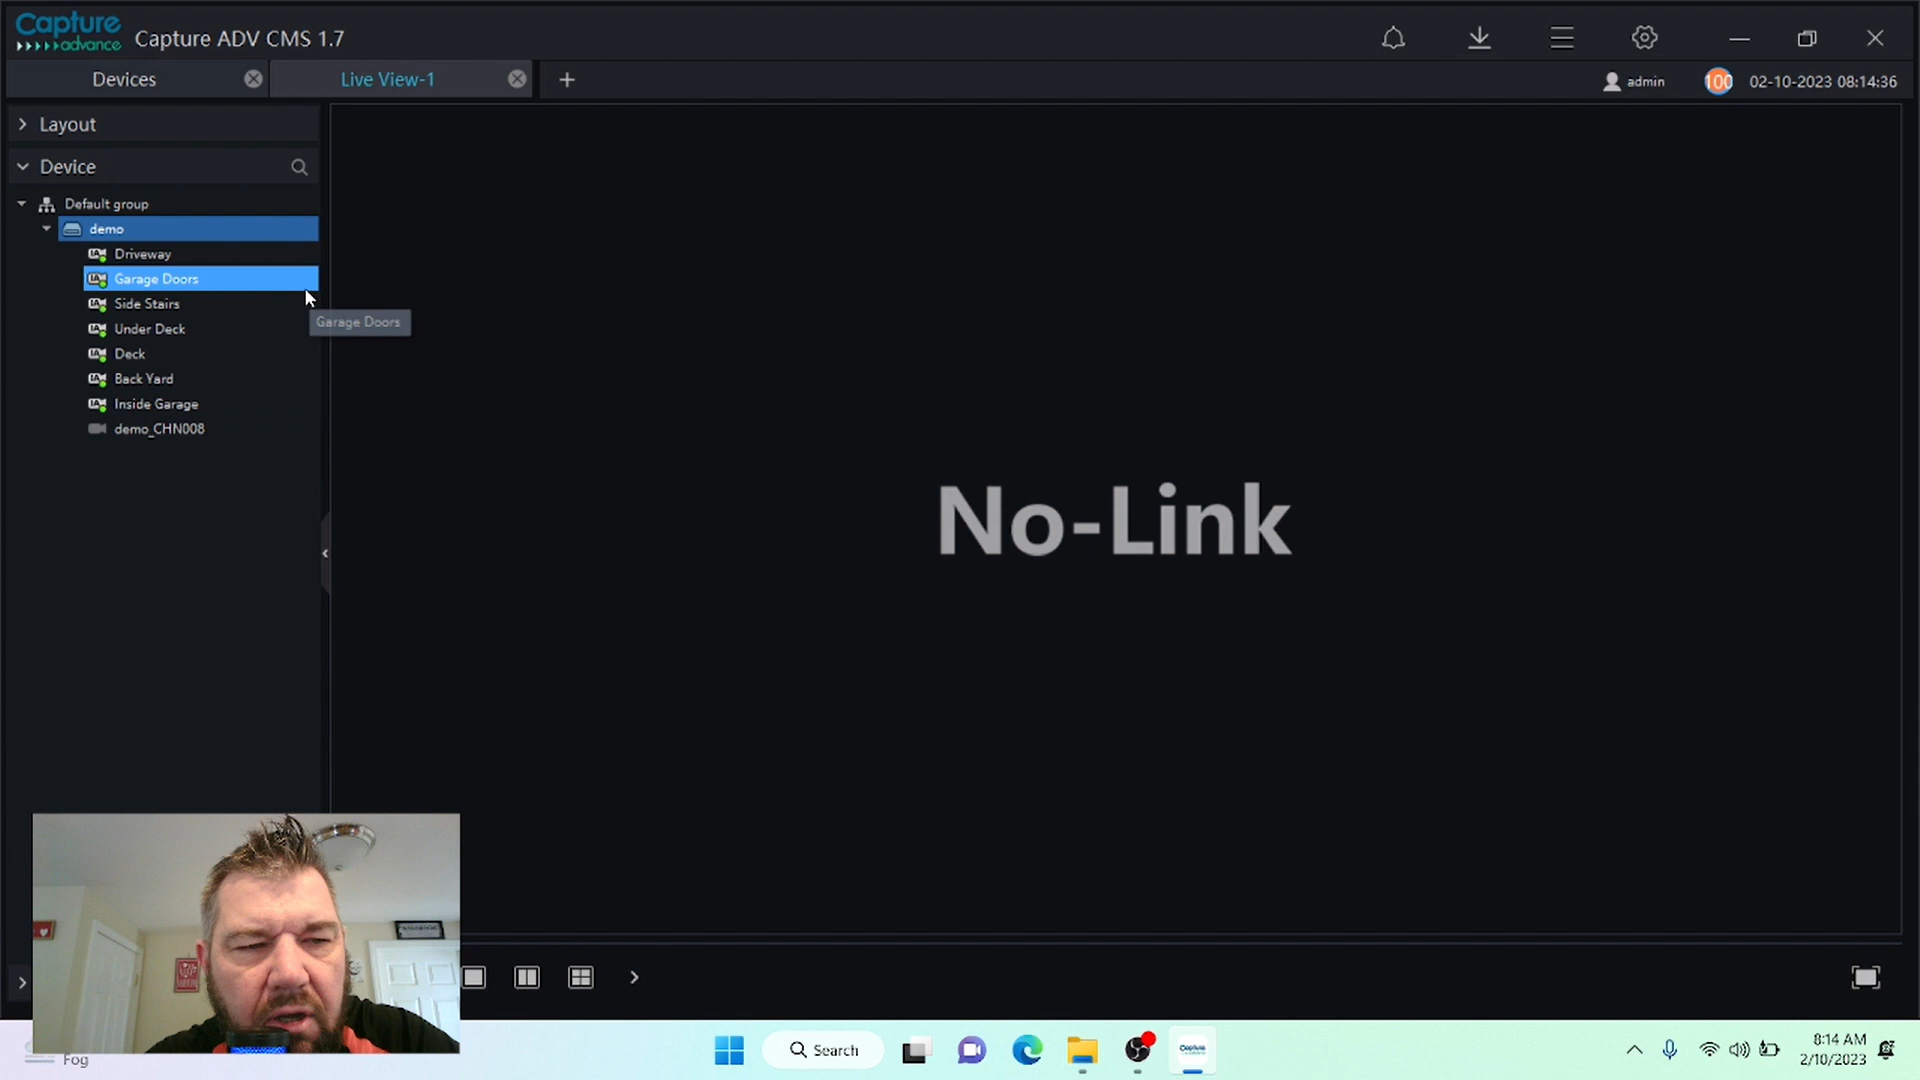 Capture
advance
Capture ADV CMS 1.7
Devices
Live View-1
admin
100
02-10-2023 08:14:36
Layout
Device
Default group
demo
Driveway
Garage Doors
Side Stairs
Garage Doors
Under Deck
Deck
Back Yard
Inside Garage
demo_CHN008
No-Link
Fog
Search
Capture
8:14 AM
2/10/2023